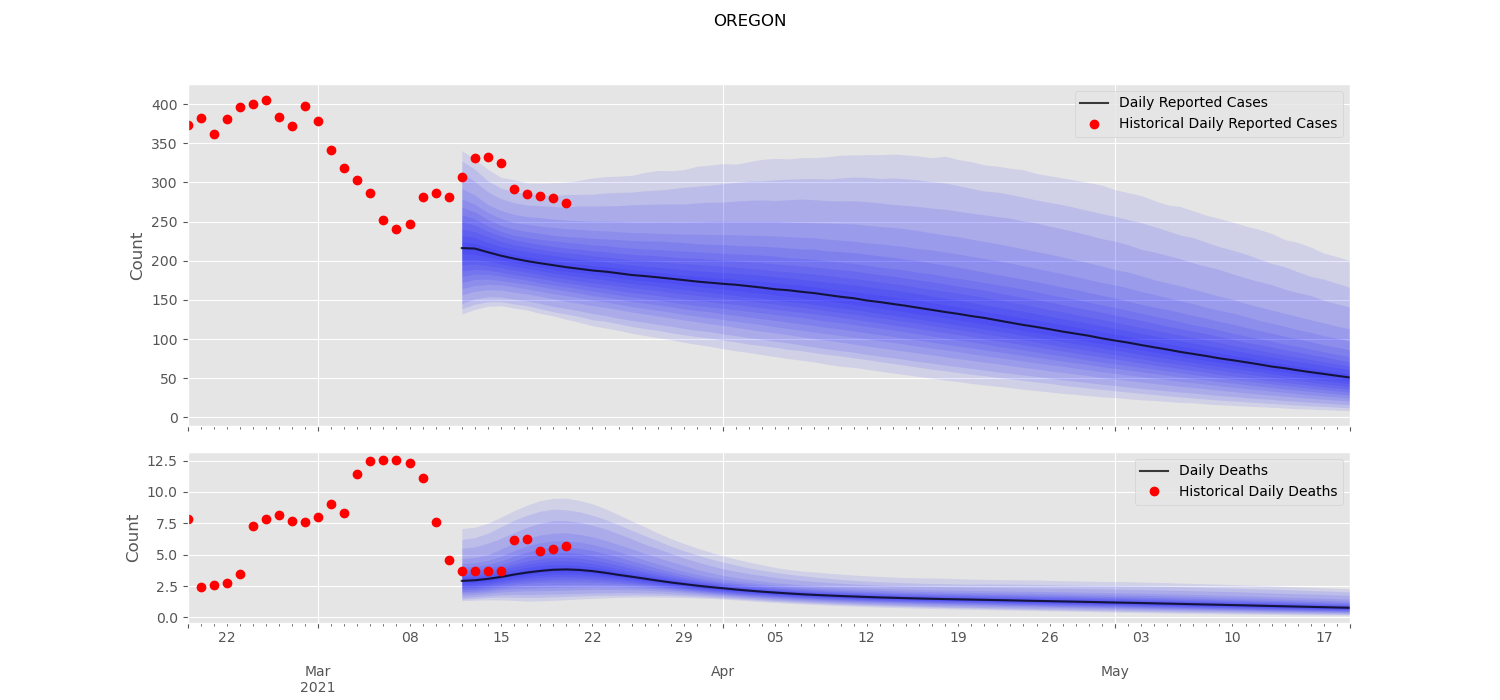 OREGON
Count
400
350
300
250
200
150
100
50
0
Daily Reported Cases
Historical Daily Reported Cases
Count
12.5
10.0
7.5
5.0
2.5
0.0
Daily Deaths
Historical Daily Deaths
22 08 15 22 29 05 12 19 26 03 10 17
Mar Apr May
2021